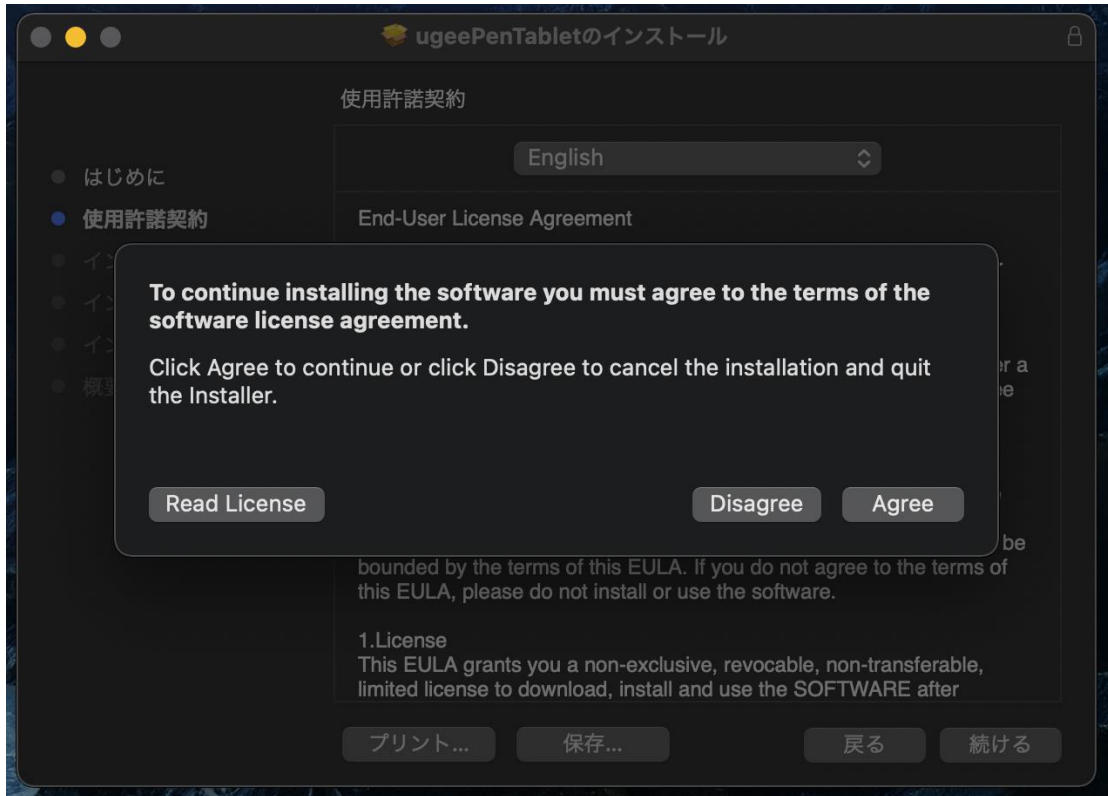 ugeePenTabletのインストール
使用許諾契約
English
はじめに
使用許諾契約
End-User License Agreement
To continue installing the software you must agree to the terms of the
software license agreement.
Click Agree to continue or click Disagree to cancel the installation and quit
the Installer.
Read License
Disagree
Agree
be
bounded by the terms of this EULA. If you do not agree to the terms of
this EULA, please do not install or use the software.
1.License
This EULA grants you a non-exclusive, revocable, non-transferable,
limited license to download, install and use the SOFTWARE after
プリント...
保存...
戻る
続ける